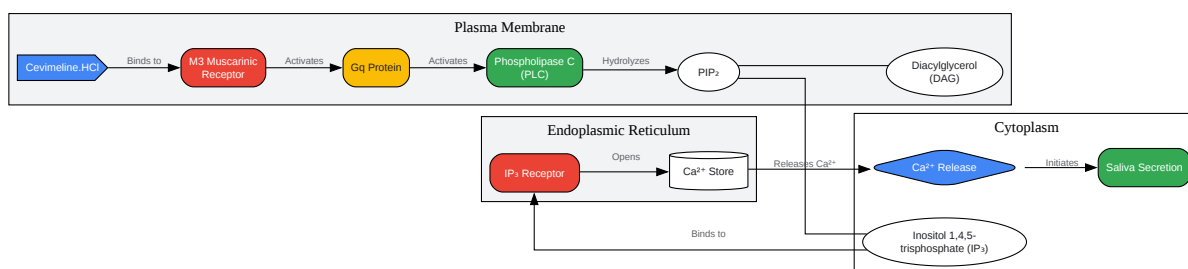 Plasma Membrane
Cevimeline.HCl
Binds to
M3 Muscarinic
Receptor
Activates
Gq Protein
Activates
Phospholipase C
(PLC)
Hydrolyzes
PIP₂
Diacylglycerol
(DAG)
Endoplasmic Reticulum
IP₃ Receptor
Opens
Ca²⁺ Store
Releases Ca²⁺
Cytoplasm
Ca²⁺ Release
Initiates
Saliva Secretion
Binds to
Inositol 1,4,5-
trisphosphate (IP₃)